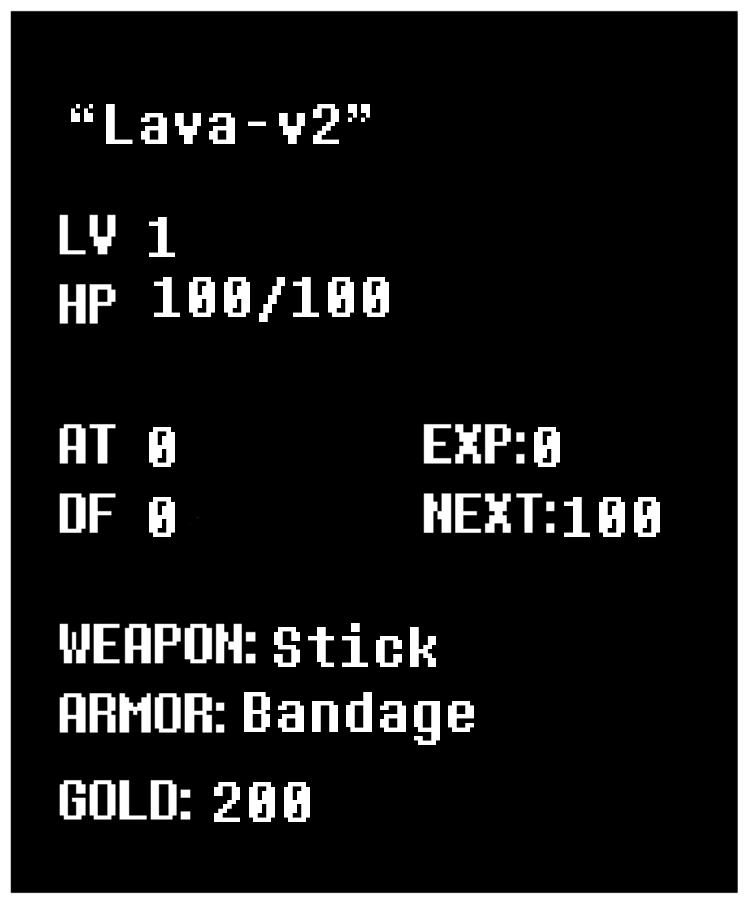 “Lava-v2”
LV 1
HP 100/100
AT 0 EXP:0
DF 0 NEXT:100
WEAPON: Stick
ARMOR: Bandage
GOLD: 200